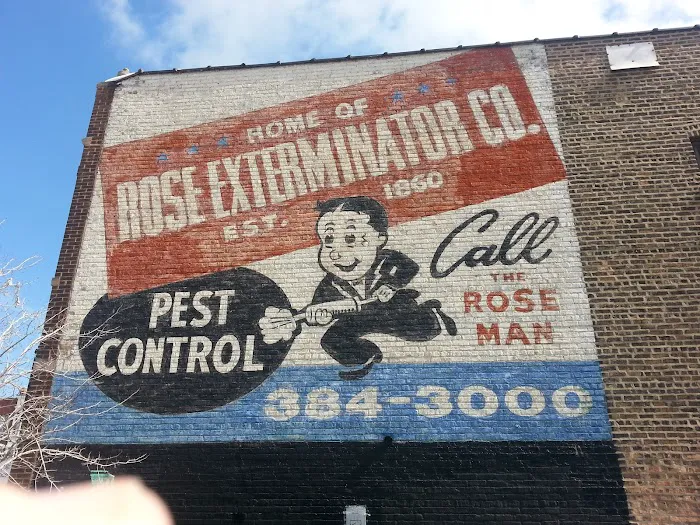 HOME OF
ROSE EXTERMINATOR CO.
EST. 1860
Call
THE
ROSE
MAN
PEST
CONTROL
384-3000